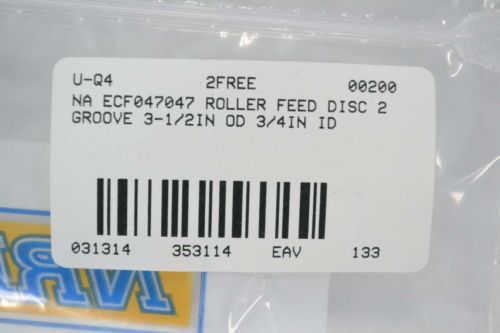 U-Q4 2FREE 00200
NA ECF047047 ROLLER FEED DISC 2
GROOVE 3-1/2IN OD 3/4IN ID
031314 353114 EAV 133